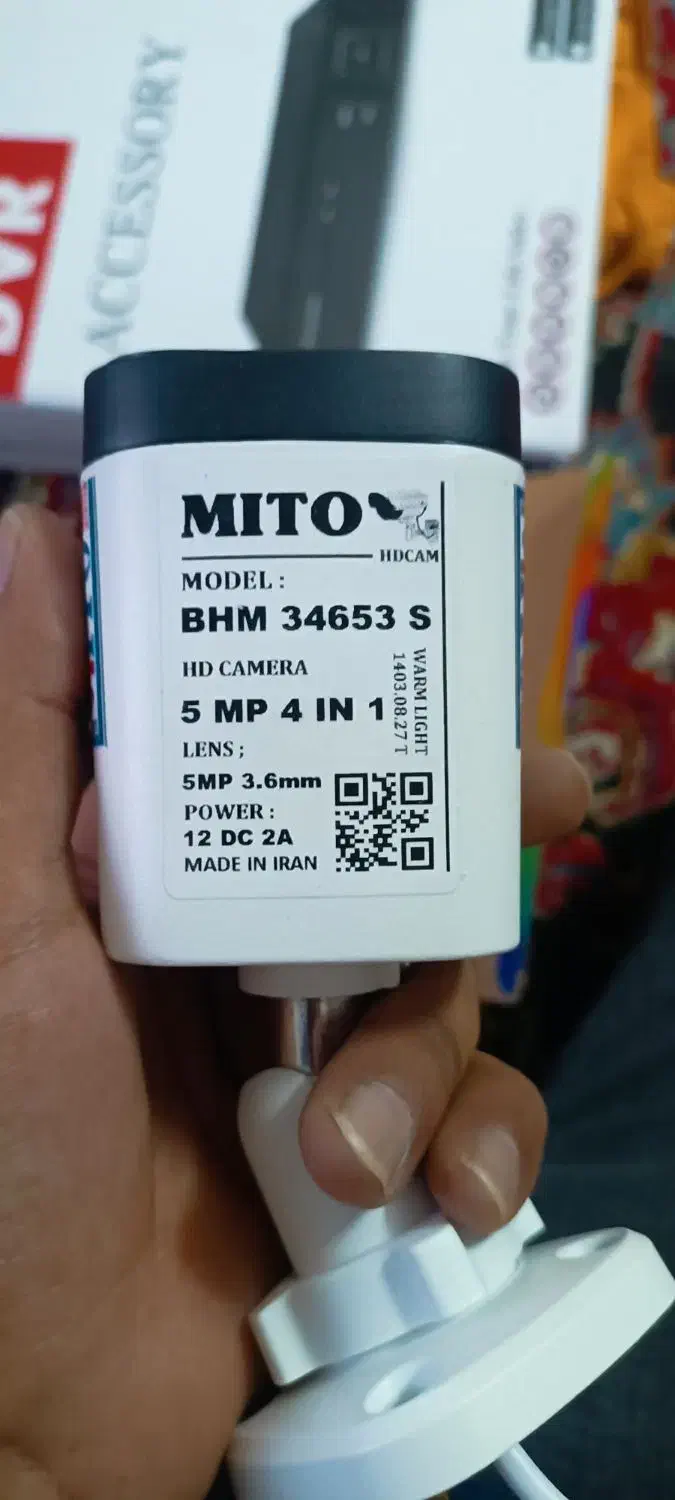 ACCESSORY
MITO
HDCAM
MODEL :
BHM 34653 S
HD CAMERA
5 MP 4 IN 1
LENS ;
5MP 3.6mm
POWER :
12 DC 2A
MADE IN IRAN
WARM LIGHT
1403.08.27 T